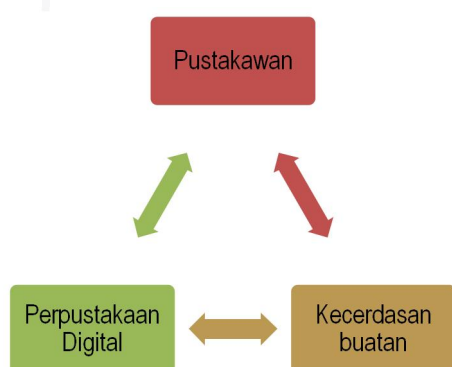 Pustakawan
Perpustakaan
Digital
Kecerdasan
buatan